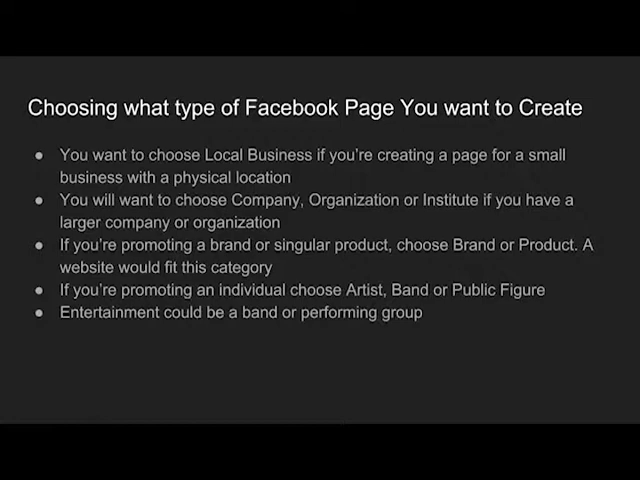 Choosing what type of Facebook Page You want to Create
● You want to choose Local Business if you're creating a page for a small
business with a physical location
● You will want to choose Company, Organization or Institute if you have a
larger company or organization
● If you're promoting a brand or singular product, choose Brand or Product. A
website would fit this category
● If you're promoting an individual choose Artist, Band or Public Figure
● Entertainment could be a band or performing group